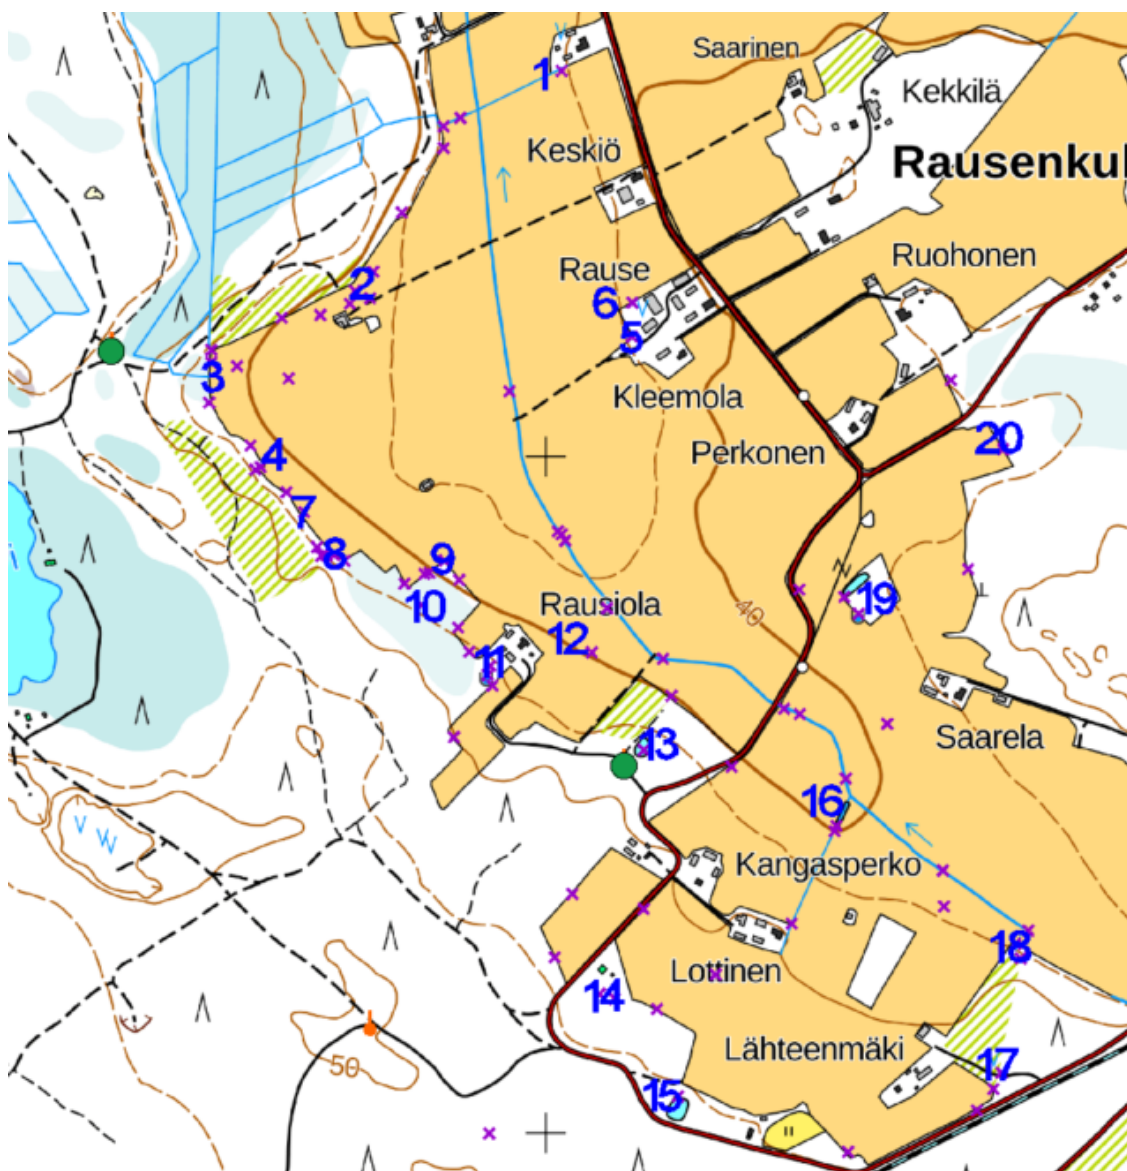 Saarinen
1
Kekkilä
Keskiö
Rausenkul
Ruohonen
Rause
2
6
5
3
Kleemola
20
4
Perkonen
7
8
9
10
Rausiola
19
40
11
12
13
Saarela
16
Kangasperko
18
Lottinen
14
Lähteenmäki
50
17
15